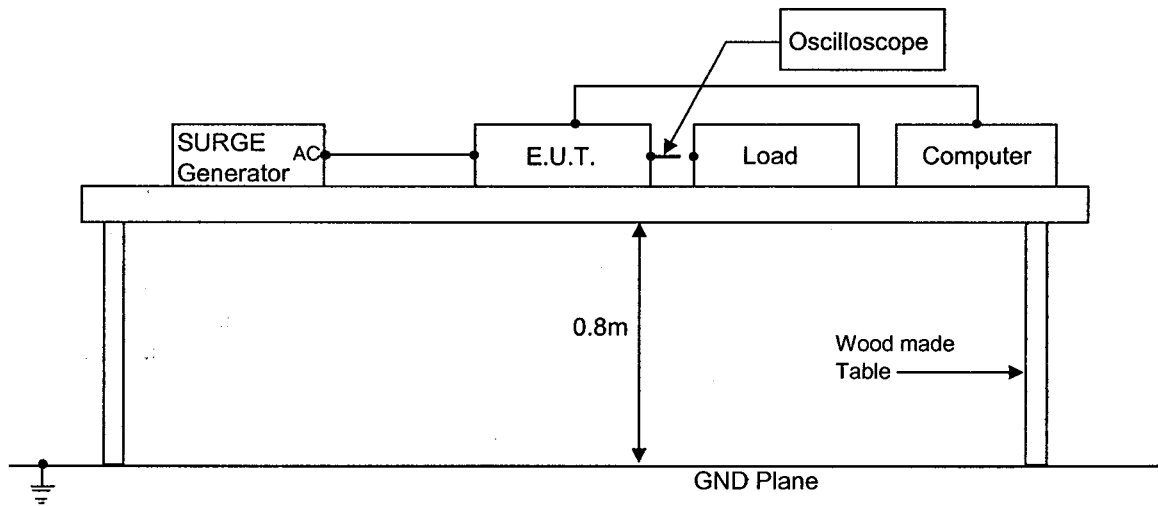 Oscilloscope
SURGE
Generator
AC
E.U.T.
Load
Computer
0.8m
Wood made
Table
GND Plane